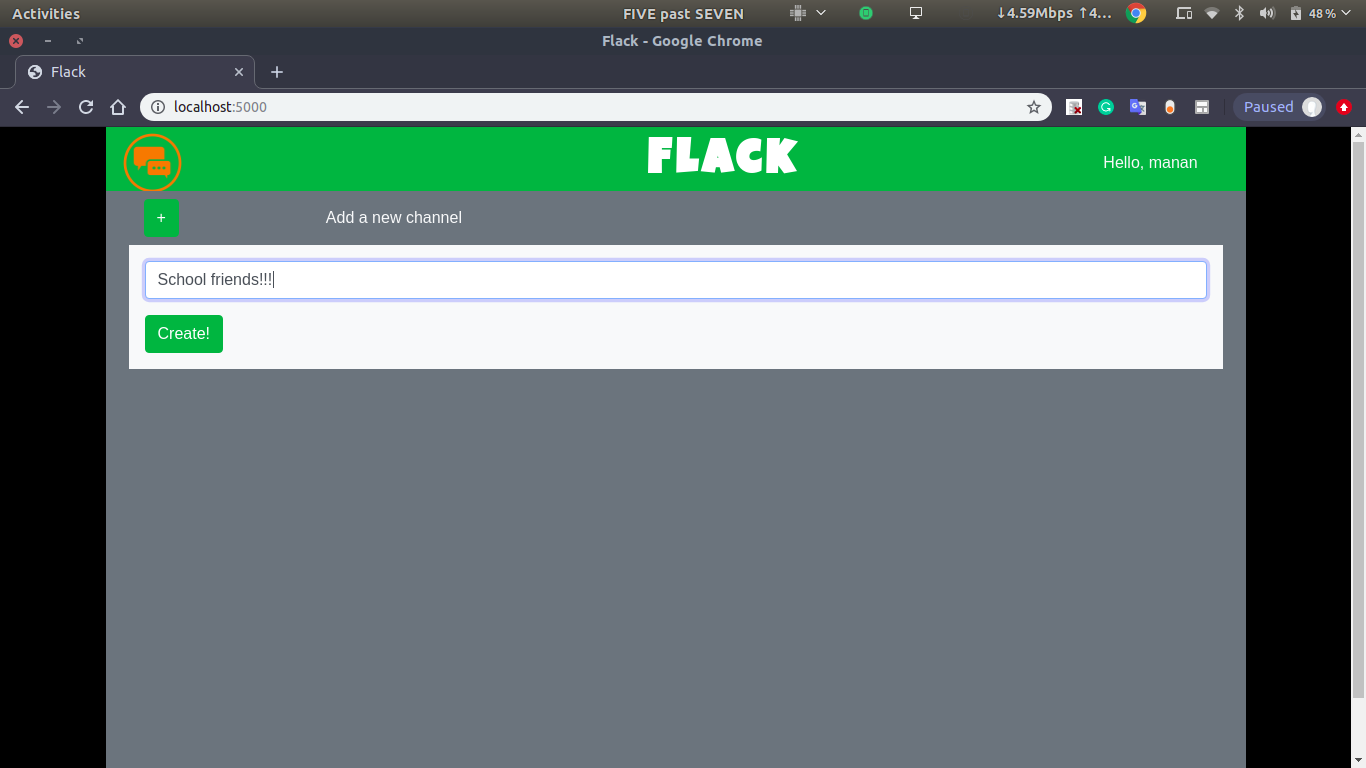 Activities
FIVE past SEVEN
↓4.59Mbps ↑4...
48%
Flack - Google Chrome
Flack
localhost:5000
Paused
FLACK
Hello, manan
+
Add a new channel
School friends!!!
Create!